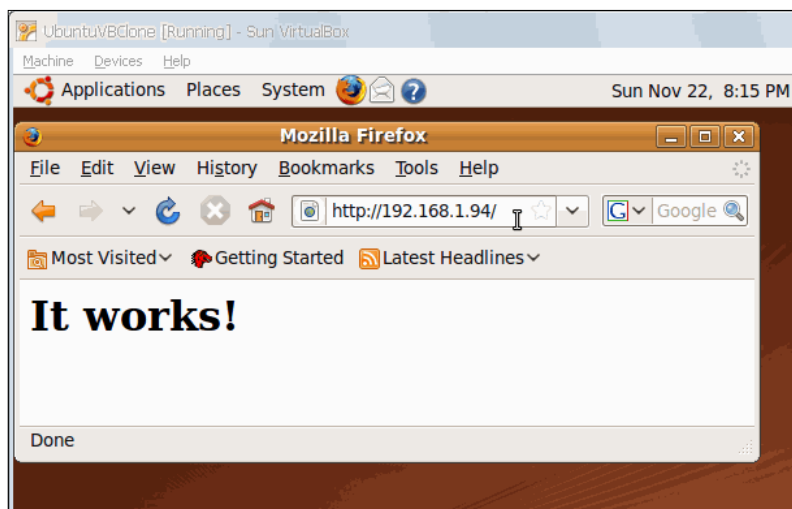 UbuntuVBClone [Running] - Sun VirtualBox
Machine Devices Help
Applications Places System Sun Nov 22, 8:15 PM
Mozilla Firefox
File Edit View History Bookmarks Tools Help
http://192.168.1.94/ G Google
Most Visited Getting Started Latest Headlines
It works!
Done